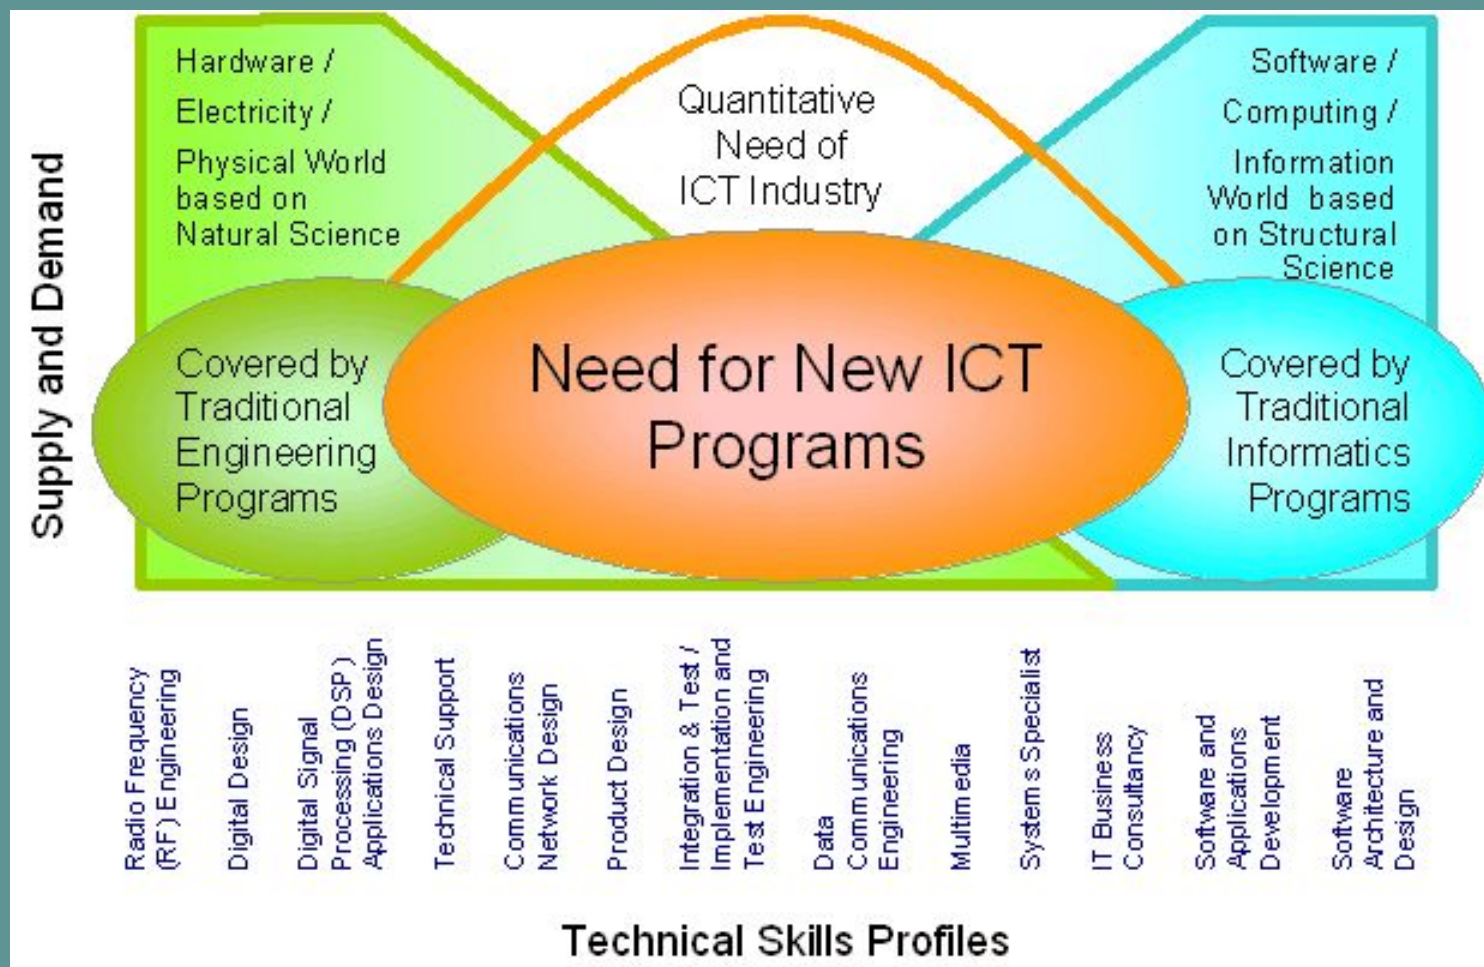 Hardware /
Electricity /
Physical World
based on
Natural Science
Quantitative
Need of
ICT Industry
Software /
Computing /
Information
World based
on Structural
Science
Supply and Demand
Covered by
Traditional
Engineering
Programs
Need for New ICT
Programs
Covered by
Traditional
Informatics
Programs
Radio Frequency
(RF) Engineering
Digital Design
Digital Signal
Processing (DSP)
Applications Design
Technical Support
Communications
Network Design
Product Design
Integration & Test /
Implementation and
Test Engineering
Data
Communications
Engineering
Multimedia
Systems Specialist
IT Business
Consultancy
Software and
Applications
Development
Software
Architecture and
Design
Technical Skills Profiles